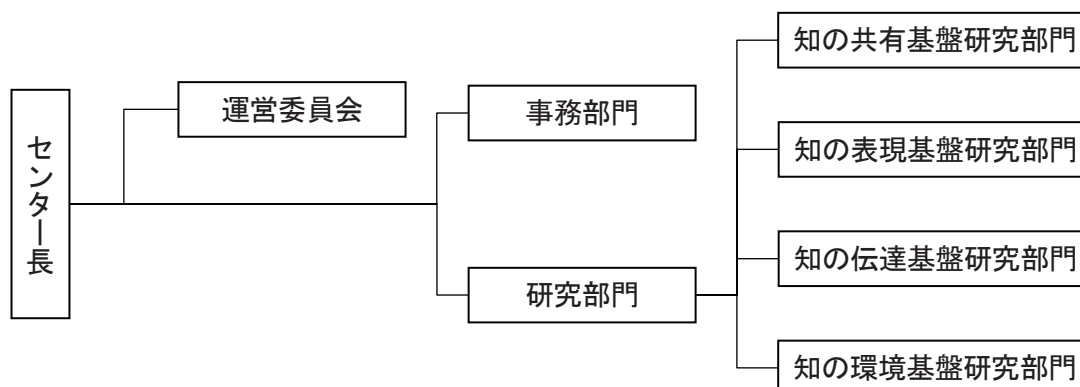 センター長
運営委員会
事務部門
研究部門
知の共有基盤研究部門
知の表現基盤研究部門
知の伝達基盤研究部門
知の環境基盤研究部門